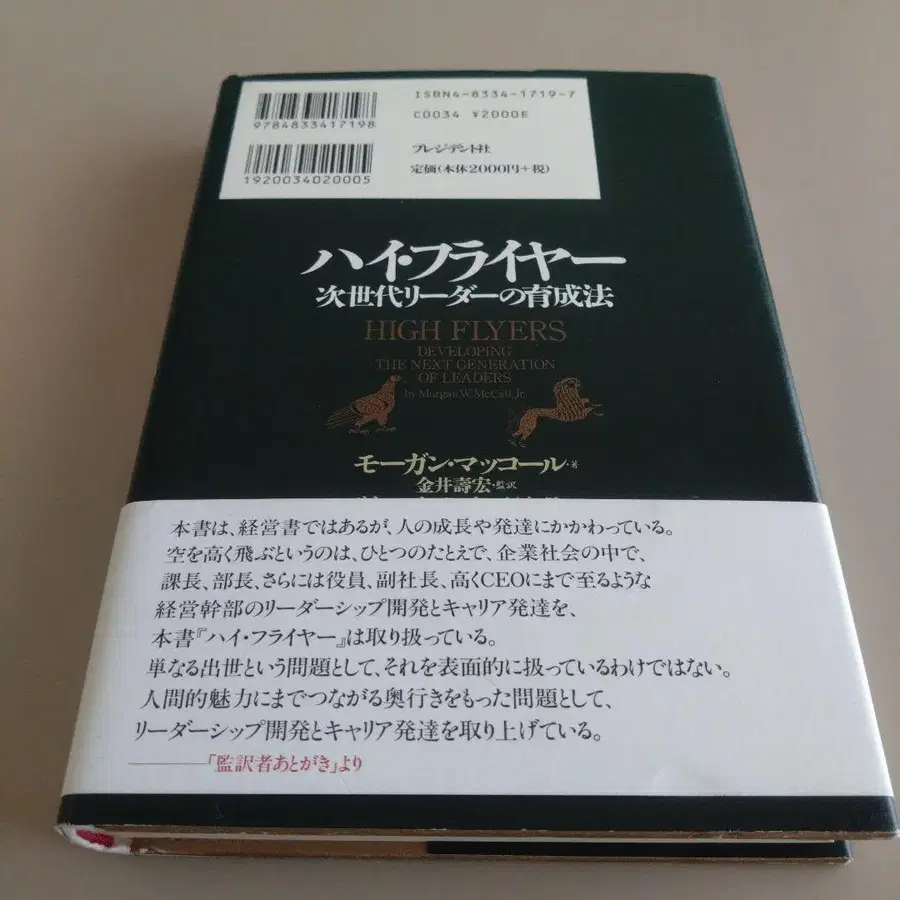 ISBN4-8334-1719-7
C0034 ¥2000E
9784833417198
プレジデント社
定価(本体2000円+税)
1920034020005
ハイ・フライヤー
次世代リーダーの育成法
HIGH FLYERS
DEVELOPING
THE NEXT GENERATION
OF LEADERS
by Morgan W. McCall, Jr.
モーガン・マッコール・著
金井壽宏・監訳
本書は、経営書ではあるが、人の成長や発達にかかわっている。
空を高く飛ぶというのは、ひとつのたとえで、企業社会の中で、
課長、部長、さらには役員、副社長、高くCEOにまで至るような
経営幹部のリーダーシップ開発とキャリア発達を、
本書『ハイ・フライヤー』は取り扱っている。
単なる出世という問題として、それを表面的に扱っているわけではない。
人間的魅力にまでつながる奥行きをもった問題として、
リーダーシップ開発とキャリア発達を取り上げている。
「監訳者あとがき」より